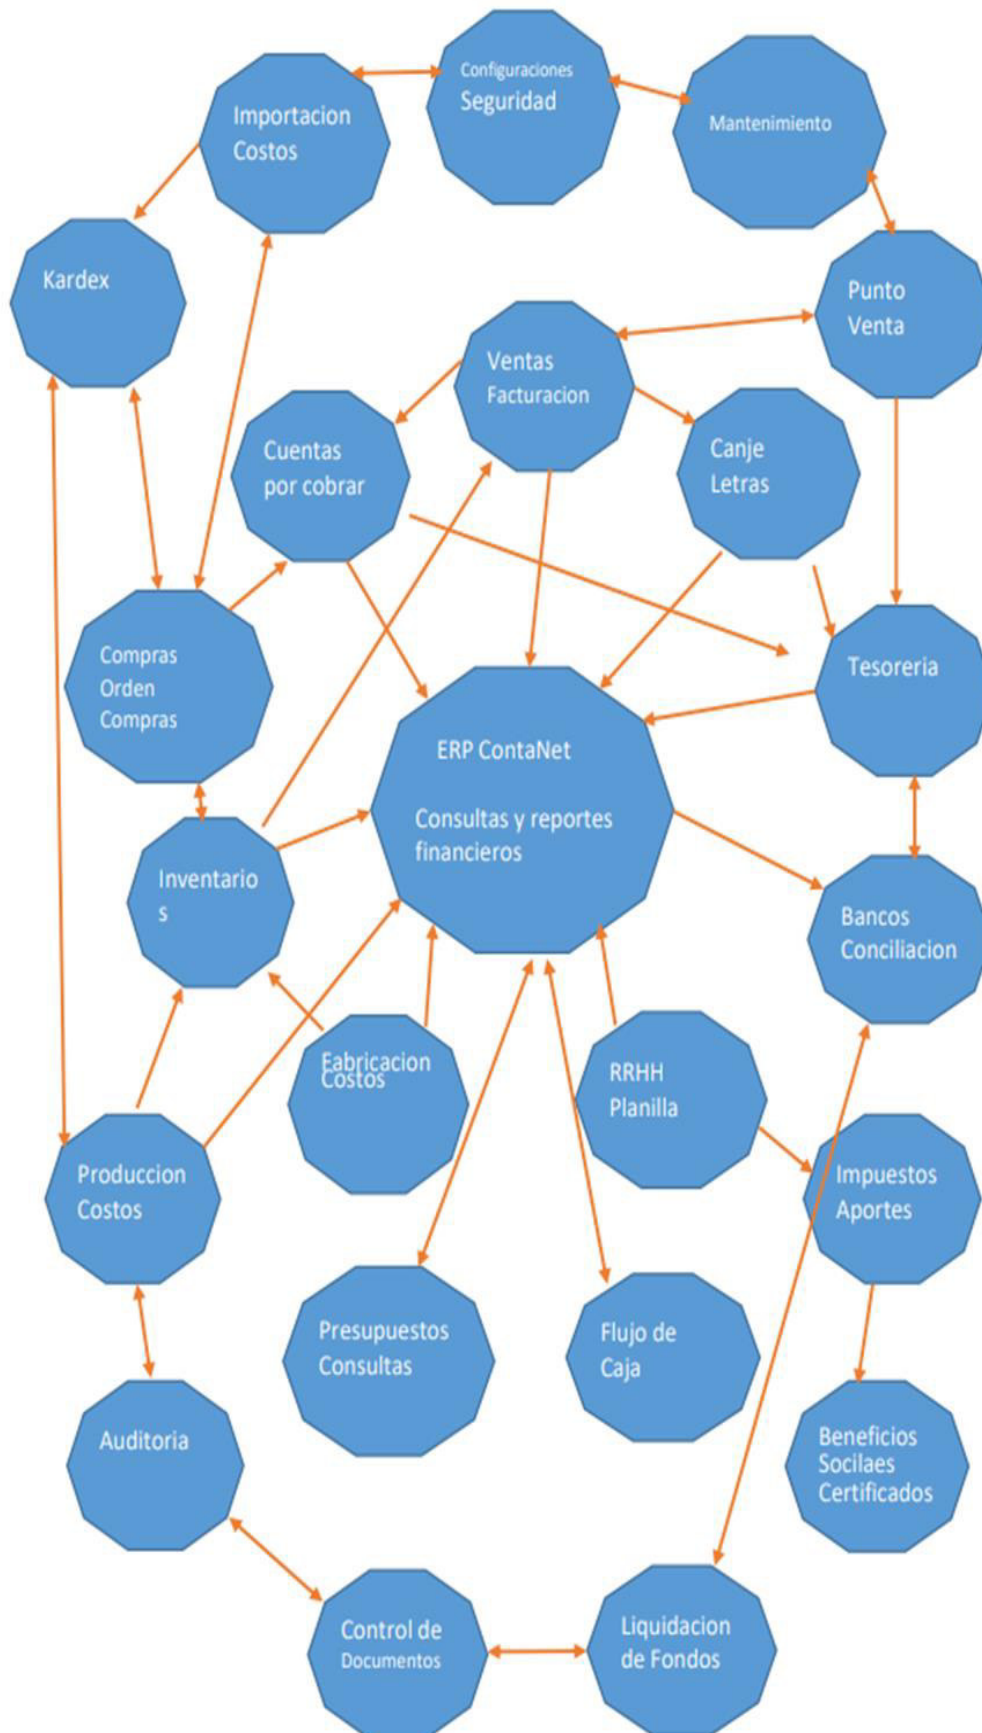 Configuraciones
Seguridad
Importacion
Costos
Mantenimiento
Kardex
Punto
Venta
Ventas
Facturacion
Cuentas
por cobrar
Canje
Letras
Compras
Orden
Compras
Tesoreria
ERP ContaNet
Consultas y reportes
financieros
Inventario
s
Bancos
Conciliacion
Fabricacion
Costos
RRHH
Planilla
Produccion
Costos
Impuestos
Aportes
Presupuestos
Consultas
Flujo de
Caja
Auditoria
Beneficios
Socilaes
Certificados
Control de
Documentos
Liquidacion
de Fondos